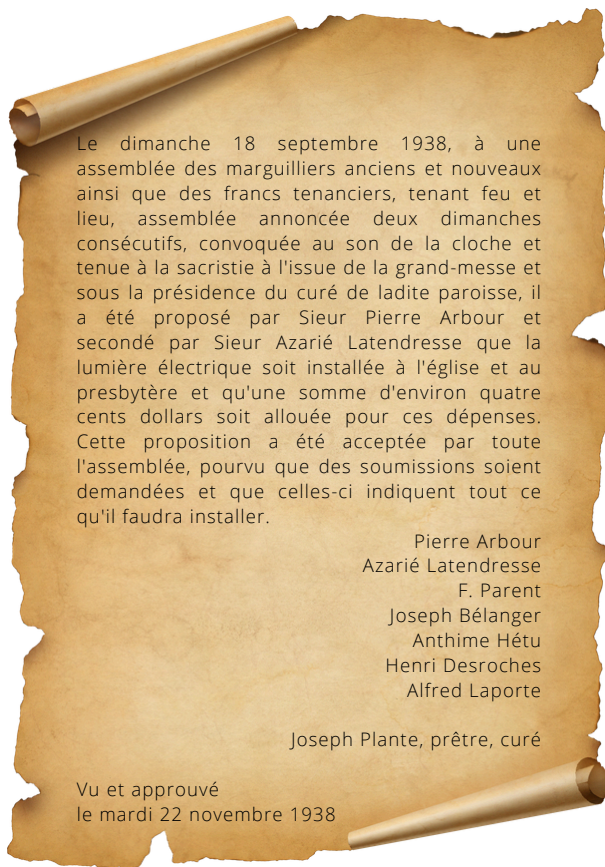 Le dimanche 18 septembre 1938, à une
assemblée des marguilliers anciens et nouveaux
ainsi que des francs tenanciers, tenant feu et
lieu, assemblée annoncée deux dimanches
consécutifs, convoquée au son de la cloche et
tenue à la sacristie à l'issue de la grand-messe et
sous la présidence du curé de ladite paroisse, il
a été proposé par Sieur Pierre Arbour et
secondé par Sieur Azarié Latendresse que la
lumière électrique soit installée à l'église et au
presbytère et qu'une somme d'environ quatre
cents dollars soit allouée pour ces dépenses.
Cette proposition a été acceptée par toute
l'assemblée, pourvu que des soumissions soient
demandées et que celles-ci indiquent tout ce
qu'il faudra installer.
Pierre Arbour
Azarié Latendresse
F. Parent
Joseph Bélanger
Anthime Hétu
Henri Desroches
Alfred Laporte
Joseph Plante, prêtre, curé
Vu et approuvé
le mardi 22 novembre 1938